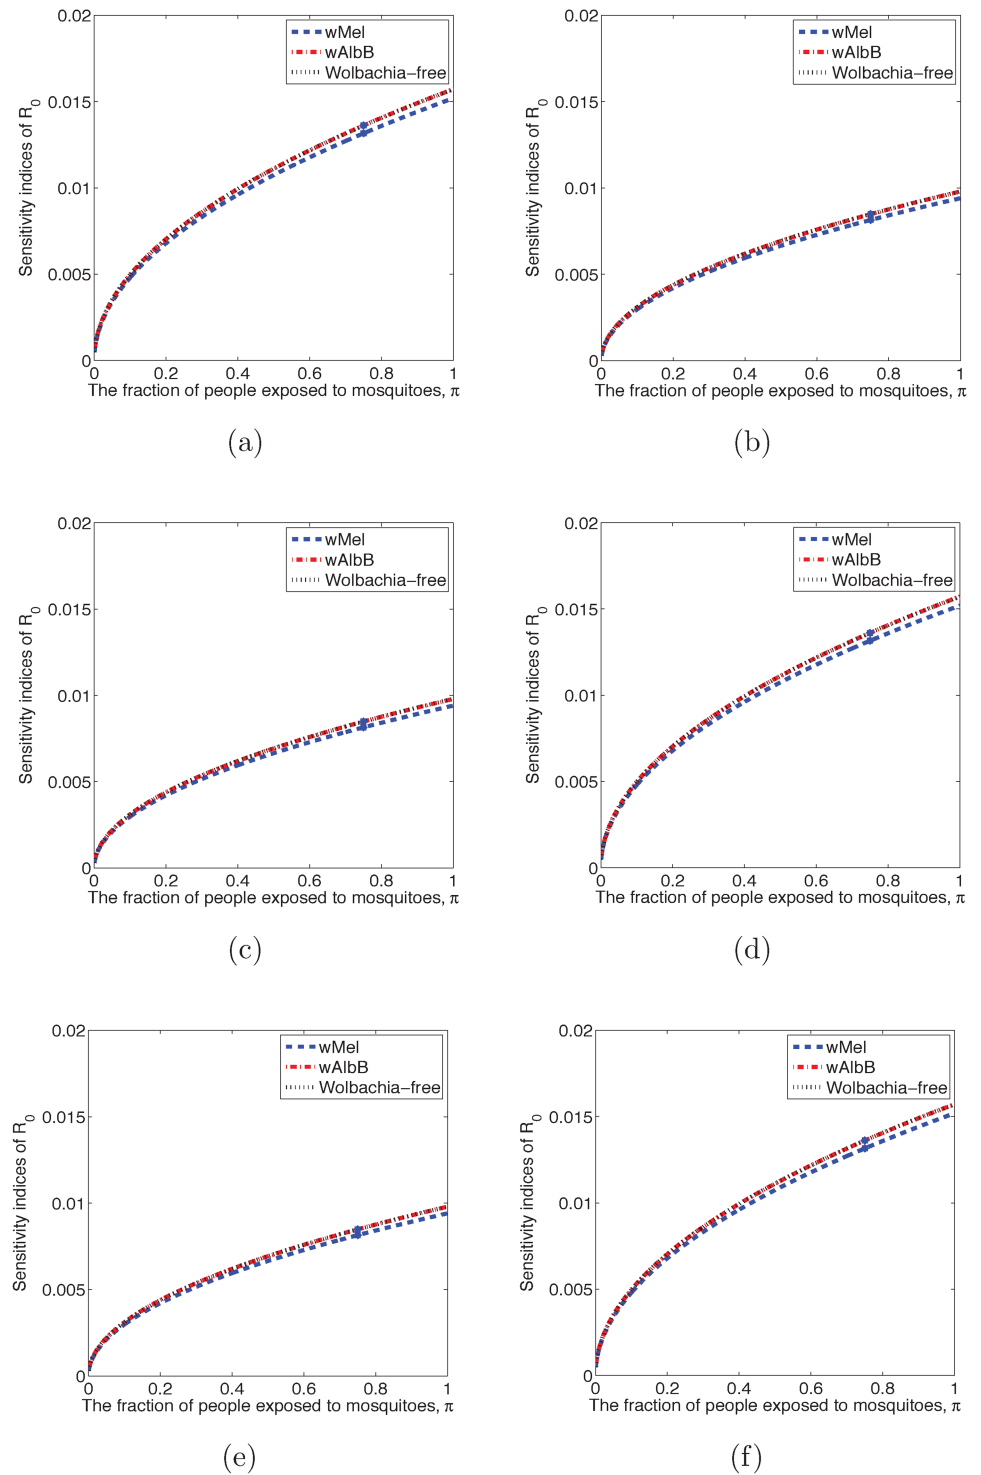 0.02
0.015
0.01
0.005
0
Sensitivity indices of R0
wMel
wAlbB
Wolbachia−free
0 0.2 0.4 0.6 0.8 1
The fraction of people exposed to mosquitoes, π
(a)
0.02
0.015
0.01
0.005
0
Sensitivity indices of R0
wMel
wAlbB
Wolbachia−free
0 0.2 0.4 0.6 0.8 1
The fraction of people exposed to mosquitoes, π
(b)
0.02
0.015
0.01
0.005
0
Sensitivity indices of R0
wMel
wAlbB
Wolbachia−free
0 0.2 0.4 0.6 0.8 1
The fraction of people exposed to mosquitoes, π
(c)
0.02
0.015
0.01
0.005
0
Sensitivity indices of R0
wMel
wAlbB
Wolbachia−free
0 0.2 0.4 0.6 0.8 1
The fraction of people exposed to mosquitoes, π
(d)
0.02
0.015
0.01
0.005
0
Sensitivity indices of R0
wMel
wAlbB
Wolbachia−free
0 0.2 0.4 0.6 0.8 1
The fraction of people exposed to mosquitoes, π
(e)
0.02
0.015
0.01
0.005
0
Sensitivity indices of R0
wMel
wAlbB
Wolbachia−free
0 0.2 0.4 0.6 0.8 1
The fraction of people exposed to mosquitoes, π
(f)